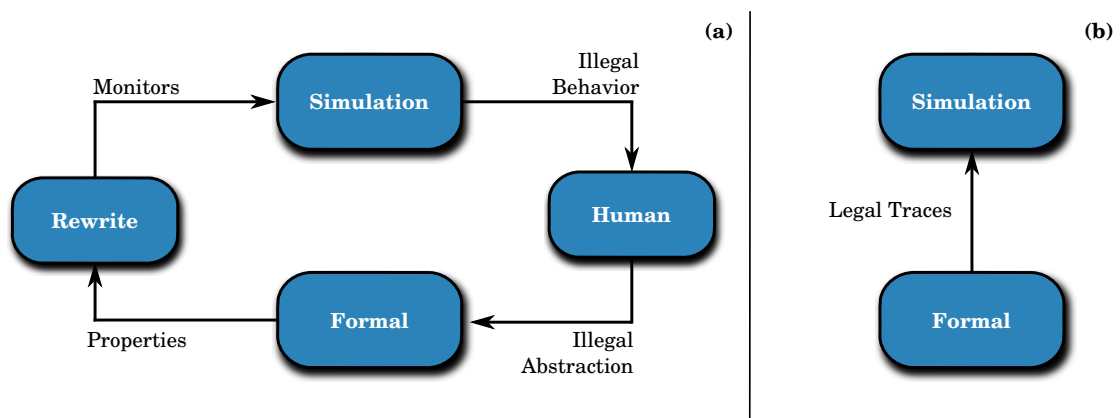 (a)
Monitors
Simulation
Illegal
Behavior
Rewrite
Human
Formal
Properties
Illegal
Abstraction
(b)
Simulation
Legal Traces
Formal